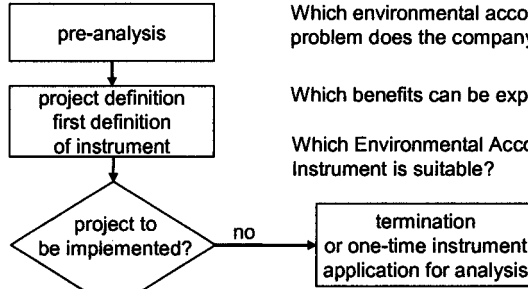 pre-analysis
Which environmental acco
problem does the company
project definition
first definition
of instrument
Which benefits can be exp
Which Environmental Acco
Instrument is suitable?
project to
be implemented?
no
termination
or one-time instrument
application for analysis